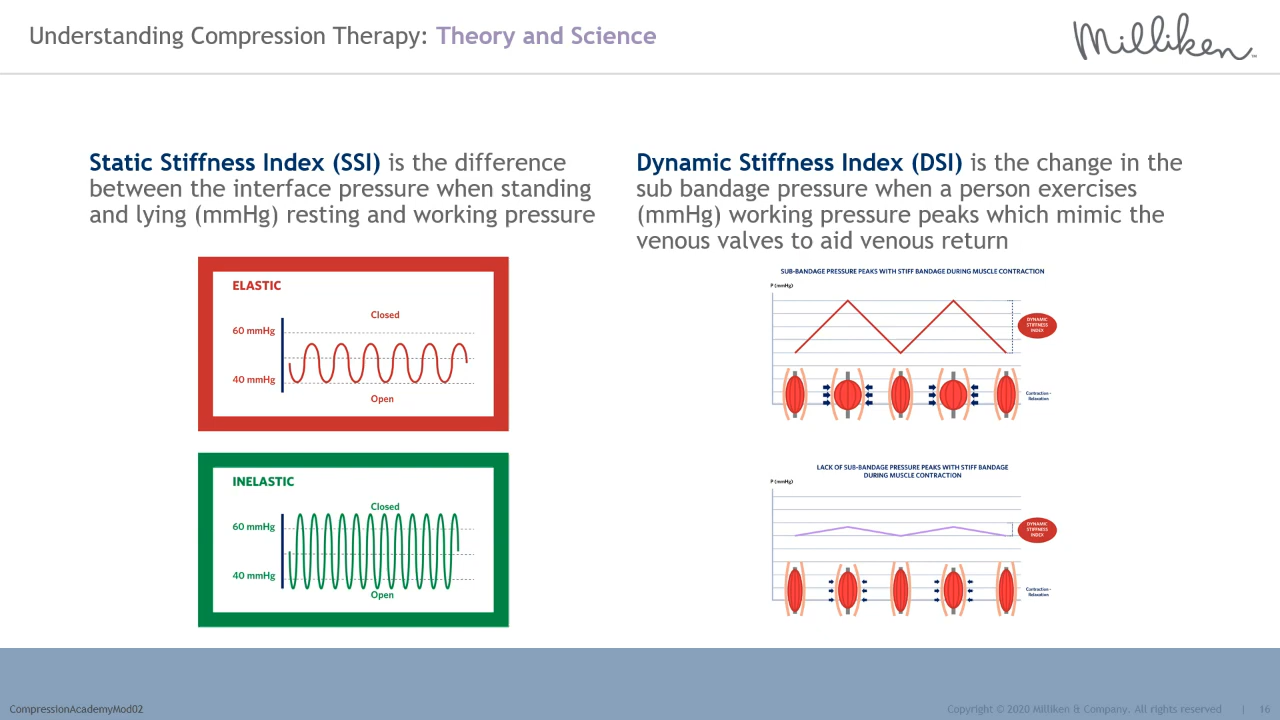 Understanding Compression Therapy: Theory and Science
Milliken™
Static Stiffness Index (SSI) is the difference
between the interface pressure when standing
and lying (mmHg) resting and working pressure
ELASTIC
Closed
60 mmHg
40 mmHg
Open
INELASTIC
Closed
60 mmHg
40 mmHg
Open
Dynamic Stiffness Index (DSI) is the change in the
sub bandage pressure when a person exercises
(mmHg) working pressure peaks which mimic the
venous valves to aid venous return
SUB-BANDAGE PRESSURE PEAKS WITH STIFF BANDAGE DURING MUSCLE CONTRACTION
P (mmHg)
DYNAMIC
STIFFNESS
INDEX
Contraction -
Relaxation
LACK OF SUB-BANDAGE PRESSURE PEAKS WITH STIFF BANDAGE
DURING MUSCLE CONTRACTION
P (mmHg)
DYNAMIC
STIFFNESS
INDEX
Contraction -
Relaxation
CompressionAcademyMod02
Copyright © 2020 Milliken & Company. All rights reserved | 16